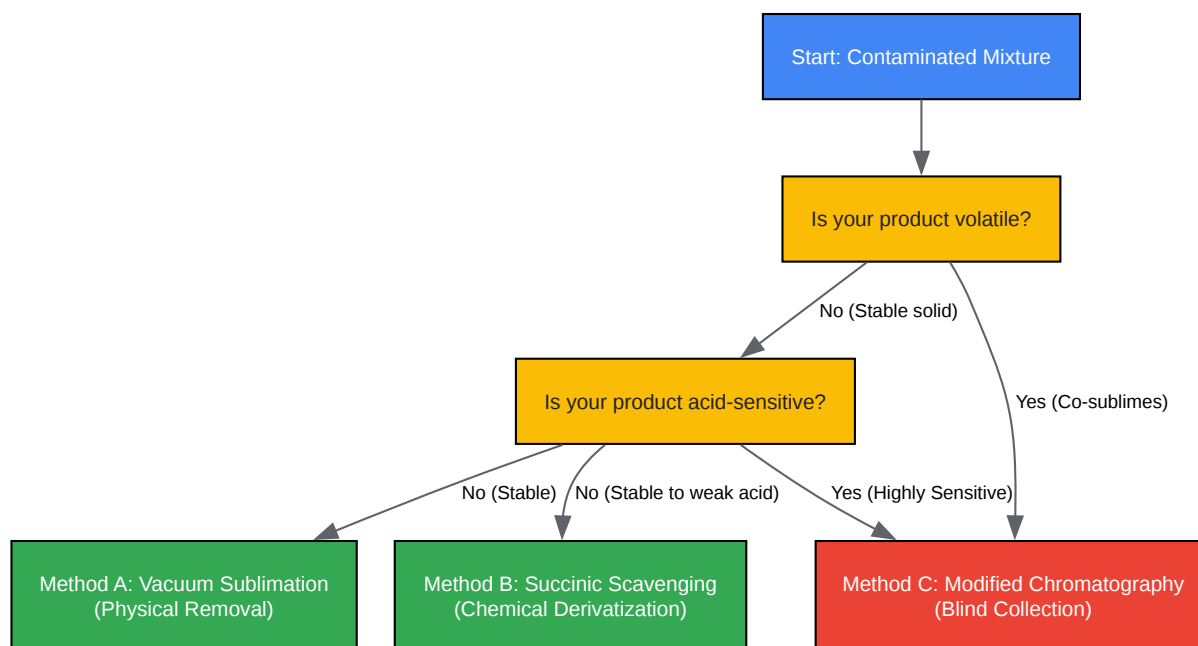 Start: Contaminated Mixture
Is your product volatile?
No (Stable solid)
Is your product acid-sensitive?
Yes (Co-sublimes)
No (Stable)
No (Stable to weak acid)
Yes (Highly Sensitive)
Method A: Vacuum Sublimation
(Physical Removal)
Method B: Succinic Scavenging
(Chemical Derivatization)
Method C: Modified Chromatography
(Blind Collection)